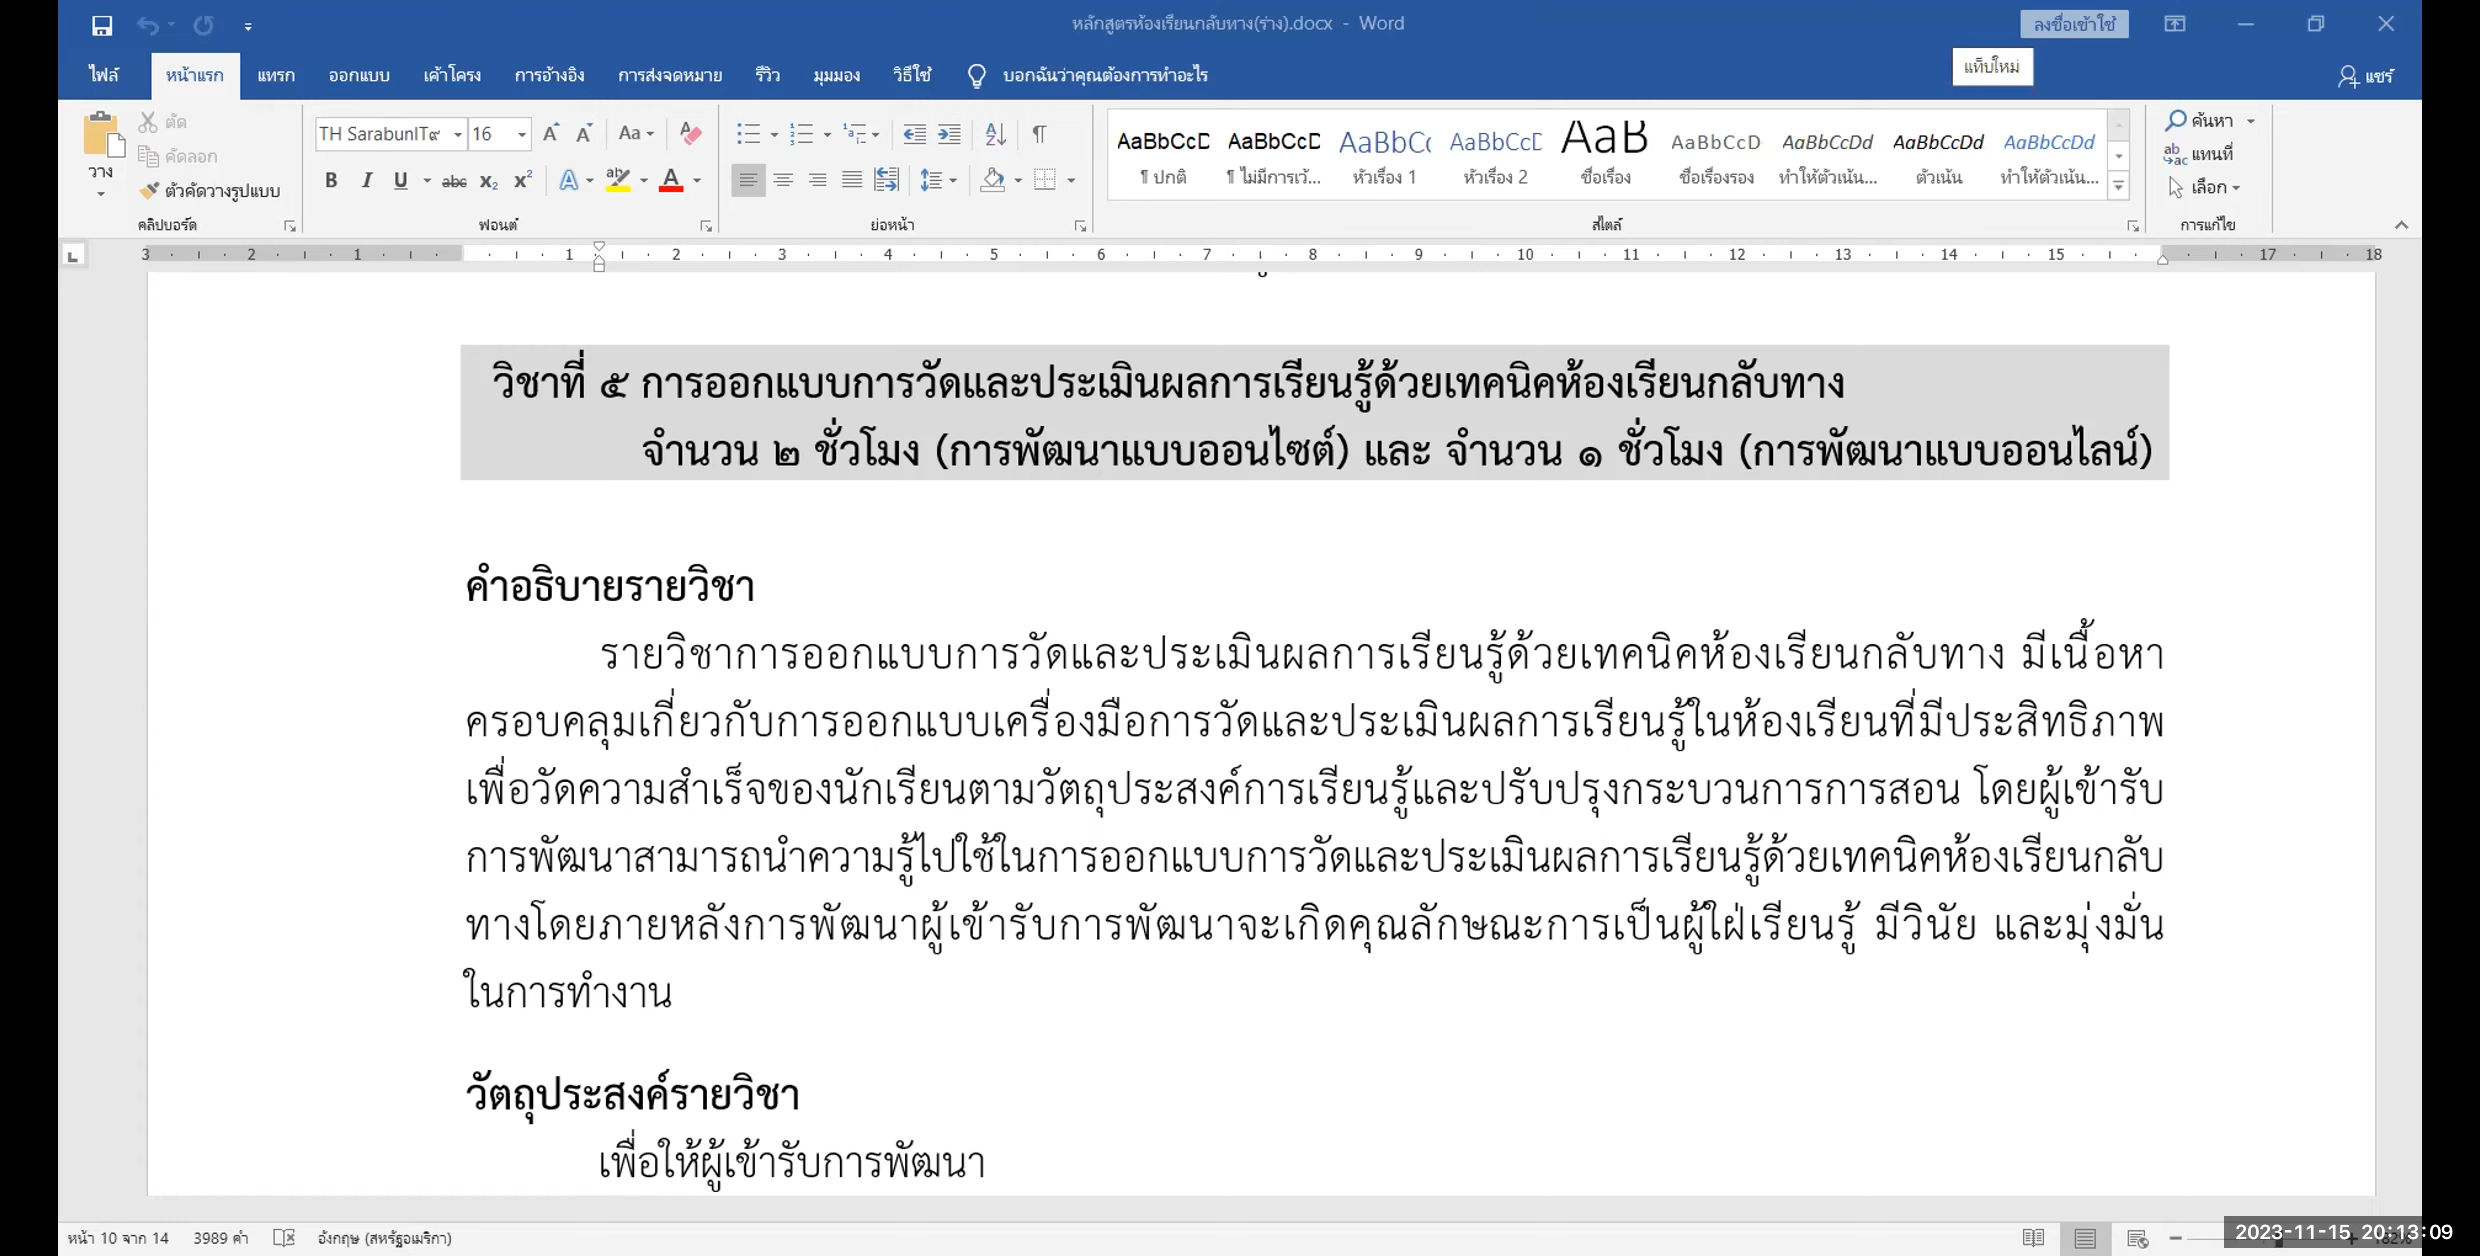 หลักสูตรห้องเรียนกลับทาง(ร่าง).docx - Word
ลงชื่อเข้าใช้
ไฟล์ หน้าแรก แทรก ออกแบบ เค้าโครง การอ้างอิง การส่งจดหมาย รีวิว มุมมอง วิธีใช้ บอกฉันว่าคุณต้องการทำอะไร แท็บใหม่ แชร์
วาง
ตัด
คัดลอก
ตัวคัดวางรูปแบบ
คลิปบอร์ด
TH SarabunIT๙ 16
ฟอนต์
ย่อหน้า
AaBbCcD AaBbCcD AaBbCc AaBbCcD AaB AaBbCcD AaBbCcDd AaBbCcDd AaBbCcDd
¶ ปกติ ¶ ไม่มีการเว้... หัวเรื่อง 1 หัวเรื่อง 2 ชื่อเรื่อง ชื่อเรื่องรอง ทำให้ตัวเน้น... ตัวเน้น ทำให้ตัวเน้น...
สไตล์
ค้นหา
แทนที่
เลือก
การแก้ไข
3 2 1 1 2 3 4 5 6 7 8 9 10 11 12 13 14 15 17 18
วิชาที่ ๕ การออกแบบการวัดและประเมินผลการเรียนรู้ด้วยเทคนิคห้องเรียนกลับทาง
จำนวน ๒ ชั่วโมง (การพัฒนาแบบออนไซต์) และ จำนวน ๑ ชั่วโมง (การพัฒนาแบบออนไลน์)
คำอธิบายรายวิชา
รายวิชาการออกแบบการวัดและประเมินผลการเรียนรู้ด้วยเทคนิคห้องเรียนกลับทาง มีเนื้อหา
ครอบคลุมเกี่ยวกับการออกแบบเครื่องมือการวัดและประเมินผลการเรียนรู้ในห้องเรียนที่มีประสิทธิภาพ
เพื่อวัดความสำเร็จของนักเรียนตามวัตถุประสงค์การเรียนรู้และปรับปรุงกระบวนการการสอน โดยผู้เข้ารับ
การพัฒนาสามารถนำความรู้ไปใช้ในการออกแบบการวัดและประเมินผลการเรียนรู้ด้วยเทคนิคห้องเรียนกลับ
ทางโดยภายหลังการพัฒนาผู้เข้ารับการพัฒนาจะเกิดคุณลักษณะการเป็นผู้ใฝ่เรียนรู้ มีวินัย และมุ่งมั่น
ในการทำงาน
วัตถุประสงค์รายวิชา
เพื่อให้ผู้เข้ารับการพัฒนา
หน้า 10 จาก 14 3989 คำ อังกฤษ (สหรัฐอเมริกา)
2023-11-15 20:13:09